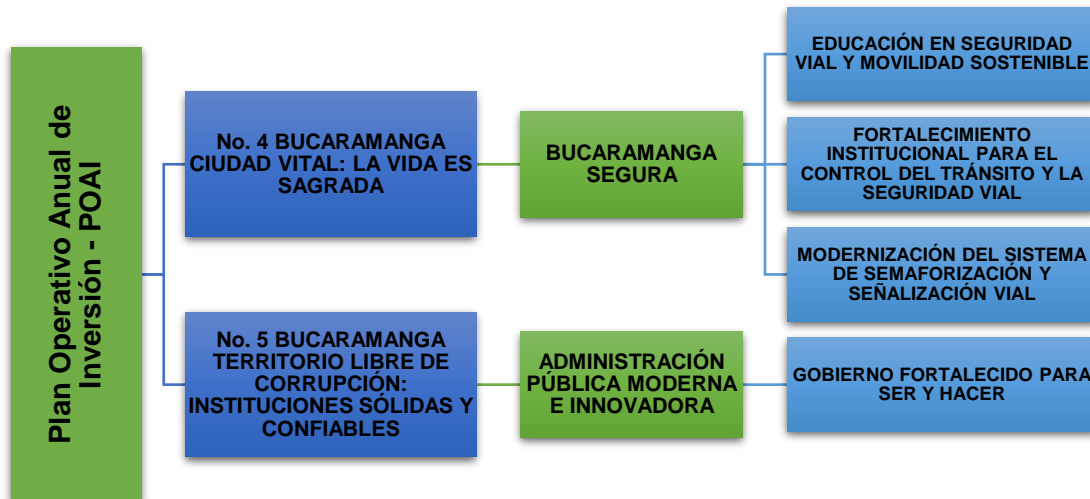 Plan Operativo Anual de
Inversión - POAI
No. 4 BUCARAMANGA
CIUDAD VITAL: LA VIDA ES
SAGRADA
BUCARAMANGA
SEGURA
EDUCACIÓN EN SEGURIDAD
VIAL Y MOVILIDAD SOSTENIBLE
FORTALECIMIENTO
INSTITUCIONAL PARA EL
CONTROL DEL TRÁNSITO Y LA
SEGURIDAD VIAL
MODERNIZACIÓN DEL SISTEMA
DE SEMAFORIZACIÓN Y
SEÑALIZACIÓN VIAL
No. 5 BUCARAMANGA
TERRITORIO LIBRE DE
CORRUPCIÓN:
INSTITUCIONES SÓLIDAS Y
CONFIABLES
ADMINISTRACIÓN
PÚBLICA MODERNA
E INNOVADORA
GOBIERNO FORTALECIDO PARA
SER Y HACER